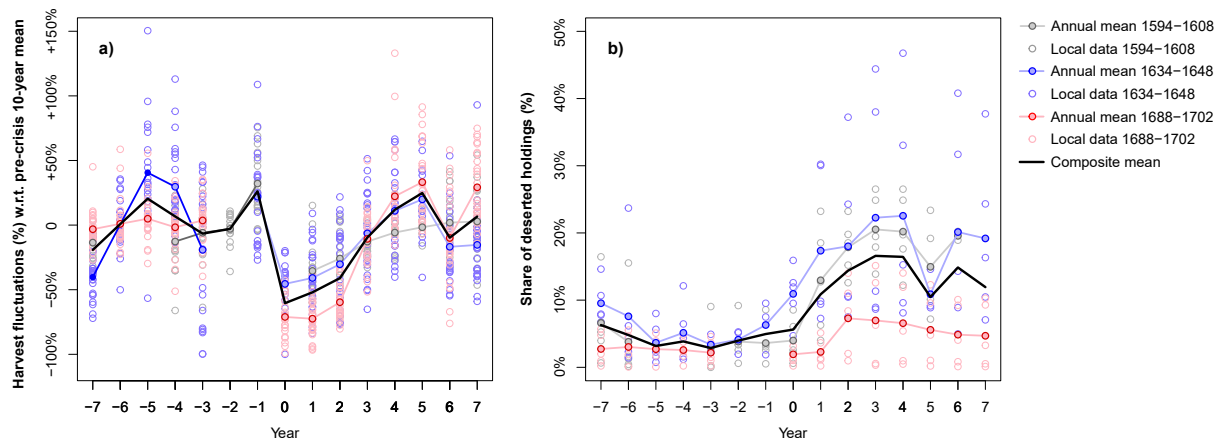 a)
Harvest fluctuations (%) w.r.t. pre-crisis 10-year mean
+150%
+100%
+50%
0
−50%
−100%
−7 −6 −5 −4 −3 −2 −1 0 1 2 3 4 5 6 7
Year
b)
Share of deserted holdings (%)
50%
40%
30%
20%
10%
0%
−7 −6 −5 −4 −3 −2 −1 0 1 2 3 4 5 6 7
Year
Annual mean 1594−1608
Local data 1594−1608
Annual mean 1634−1648
Local data 1634−1648
Annual mean 1688−1702
Local data 1688−1702
Composite mean